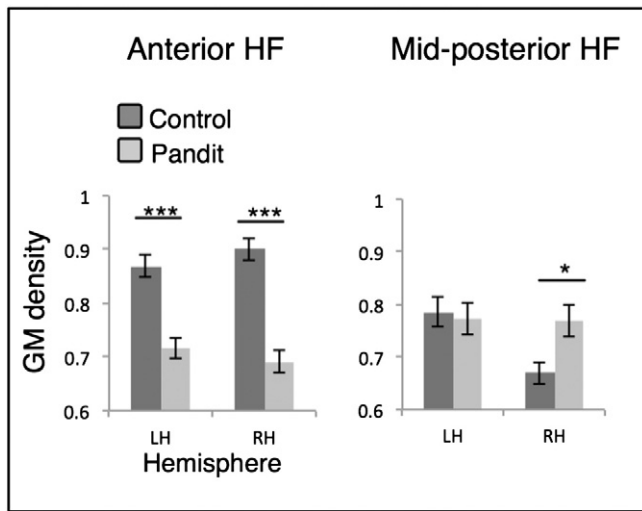 Anterior HF
Mid-posterior HF
Control
Pandit
GM density
1
0.9
0.8
0.7
0.6
***
***
LH
RH
Hemisphere
1
0.9
0.8
0.7
0.6
*
LH
RH